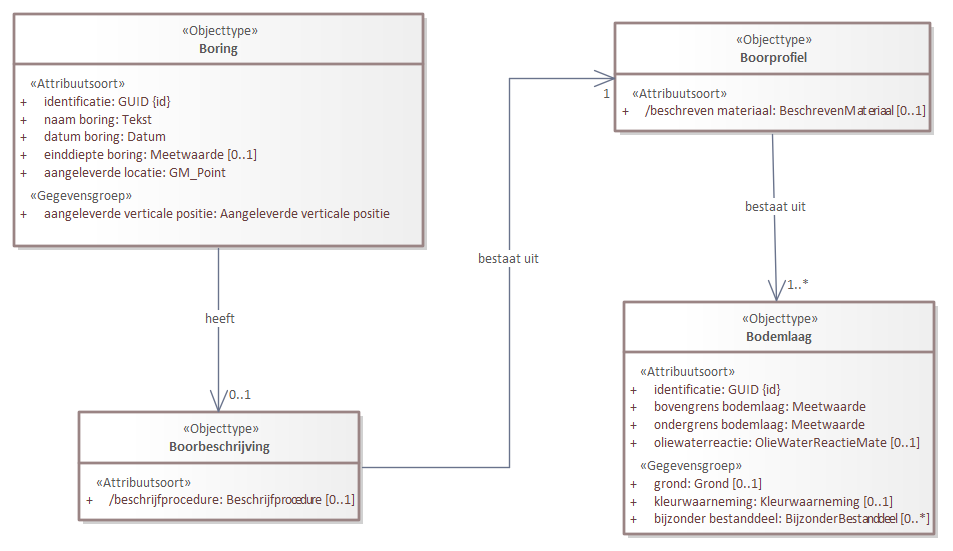 «Objecttype»
Boring
«Attribuutsoort»
+ identificatie: GUID {id}
+ naam boring: Tekst
+ datum boring: Datum
+ einddiepte boring: Meetwaarde [0..1]
+ aangeleverde locatie: GM_Point
«Gegevensgroep»
+ aangeleverde verticale positie: Aangeleverde verticale positie
heeft
0..1
«Objecttype»
Boorbeschrijving
«Attribuutsoort»
+ /beschrijfprocedure: Beschrijfprocedure [0..1]
bestaat uit
1
«Objecttype»
Boorprofiel
«Attribuutsoort»
+ /beschreven materiaal: BeschrevenMateriaal [0..1]
bestaat uit
1..*
«Objecttype»
Bodemlaag
«Attribuutsoort»
+ identificatie: GUID {id}
+ bovengrens bodemlaag: Meetwaarde
+ ondergrens bodemlaag: Meetwaarde
+ oliewaterreactie: OlieWaterReactieMate [0..1]
«Gegevensgroep»
+ grond: Grond [0..1]
+ kleurwaarneming: Kleurwaarneming [0..1]
+ bijzonder bestanddeel: BijzonderBestanddeel [0..*]